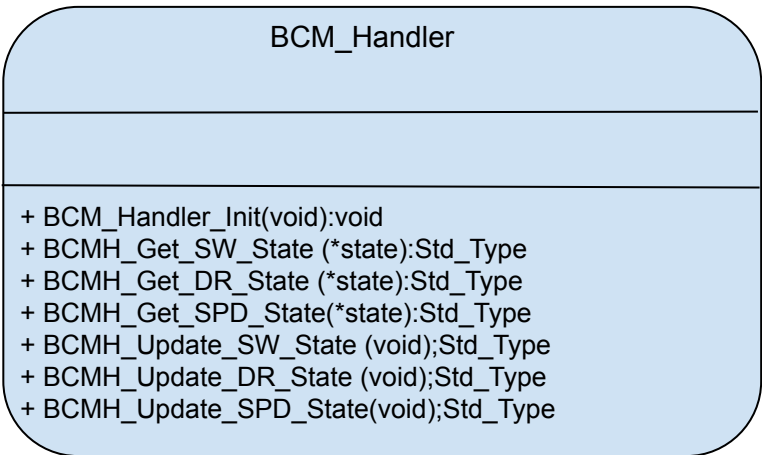 BCM_Handler
+ BCM_Handler_Init(void):void
+ BCMH_Get_SW_State (*state):Std_Type
+ BCMH_Get_DR_State (*state):Std_Type
+ BCMH_Get_SPD_State(*state):Std_Type
+ BCMH_Update_SW_State (void);Std_Type
+ BCMH_Update_DR_State (void);Std_Type
+ BCMH_Update_SPD_State(void);Std_Type